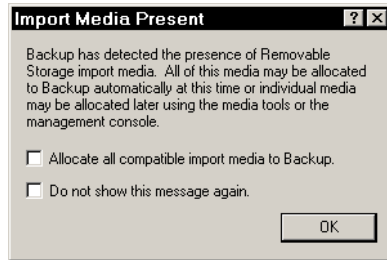 Import Media Present
Backup has detected the presence of Removable
Storage import media. All of this media may be allocated
to Backup automatically at this time or individual media
may be allocated later using the media tools or the
management console.
Allocate all compatible import media to Backup.
Do not show this message again.
OK